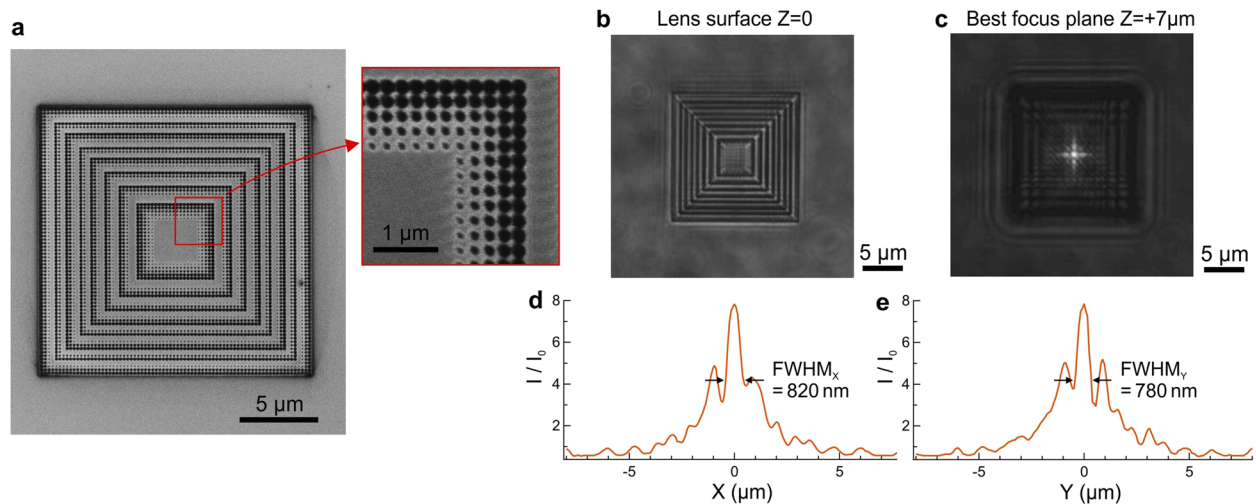 a
5 µm
1 µm
b
Lens surface Z=0
5 µm
c
Best focus plane Z=+7µm
5 µm
d
8
6
4
2
I / I₀
-5
0
5
X (µm)
FWHMₓ
= 820 nm
e
8
6
4
2
I / I₀
-5
0
5
Y (µm)
FWHM_Y
= 780 nm